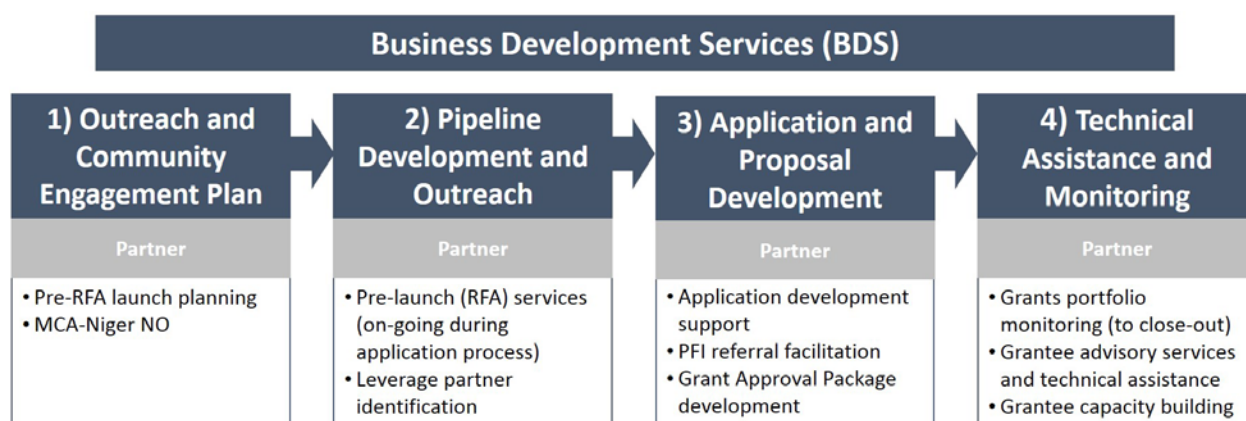 Business Development Services (BDS)
1) Outreach and
Community
Engagement Plan
Partner
• Pre-RFA launch planning
• MCA-Niger NO
2) Pipeline
Development and
Outreach
Partner
• Pre-launch (RFA) services
(on-going during
application process)
• Leverage partner
identification
3) Application and
Proposal
Development
Partner
• Application development
support
• PFI referral facilitation
• Grant Approval Package
development
4) Technical
Assistance and
Monitoring
Partner
• Grants portfolio
monitoring (to close-out)
• Grantee advisory services
and technical assistance
• Grantee capacity building